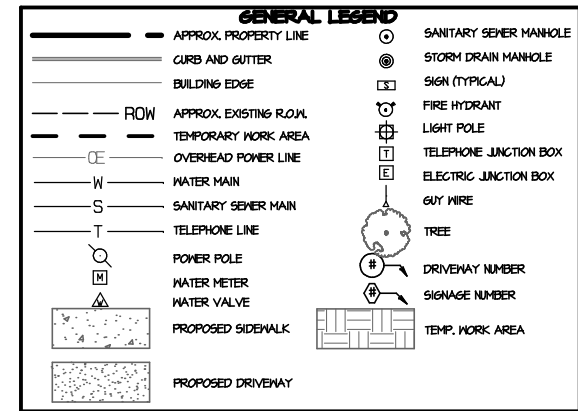 GENERAL LEGEND
APPROX. PROPERTY LINE
CURB AND GUTTER
BUILDING EDGE
ROW APPROX. EXISTING R.O.W.
TEMPORARY WORK AREA
OE OVERHEAD POWER LINE
W WATER MAIN
S SANITARY SEWER MAIN
T TELEPHONE LINE
POWER POLE
M WATER METER
W WATER VALVE
PROPOSED SIDEWALK
PROPOSED DRIVEWAY
SANITARY SEWER MANHOLE
STORM DRAIN MANHOLE
S SIGN (TYPICAL)
FIRE HYDRANT
LIGHT POLE
T TELEPHONE JUNCTION BOX
E ELECTRIC JUNCTION BOX
GUY WIRE
TREE
# DRIVEWAY NUMBER
# SIGNAGE NUMBER
TEMP. WORK AREA